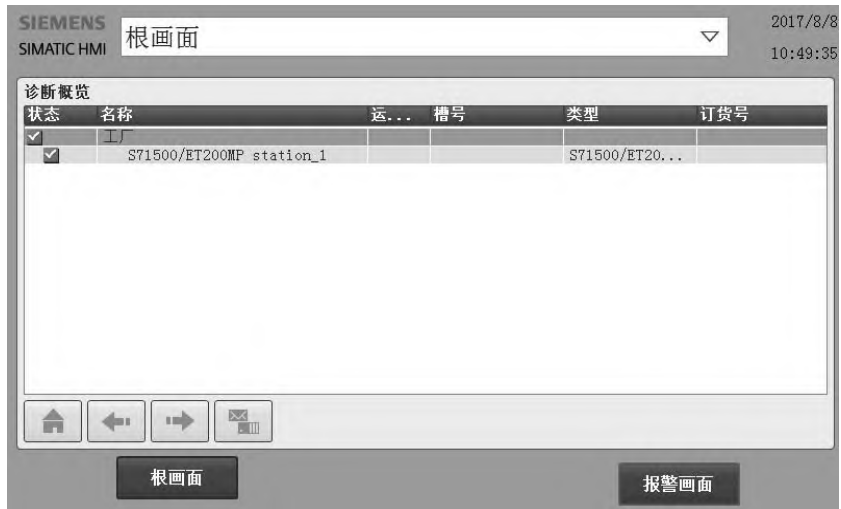 SIEMENS
SIMATIC HMI
根画面
2017/8/8
10:49:35
诊断概览
状态 名称 运... 槽号 类型 订货号
工厂
S71500/ET200MP station_1 S71500/ET20...
根画面 报警画面